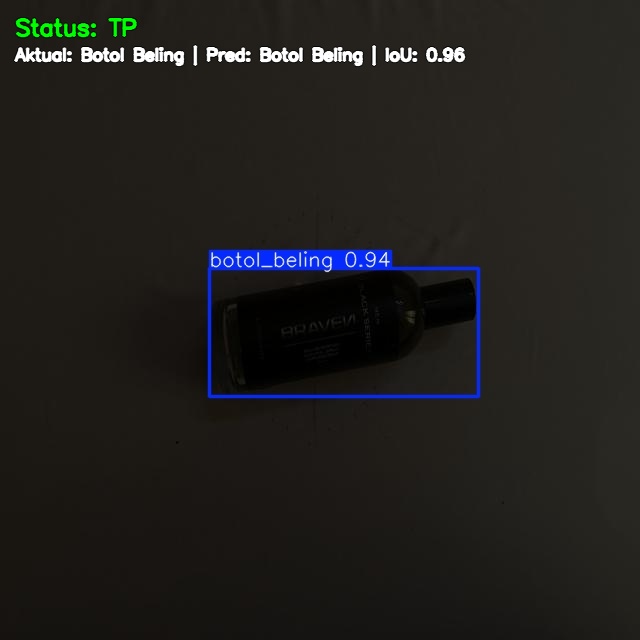 Status: TP
Aktual: Botol Beling | Pred: Botol Beling | IoU: 0.96
botol_beling 0.94
BRAVEN
BLACK SERIES